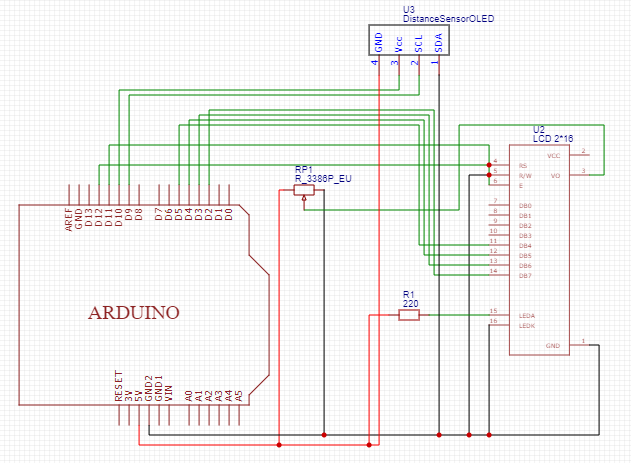 U3
DistanceSensorOLED
GND
Vcc
SCL
SDA
4
3
2
1
U2
LCD 2*16
VCC
2
4
RS
VO
3
5
R/W
6
E
7
DB0
8
DB1
9
DB2
10
DB3
11
DB4
12
DB5
13
DB6
14
DB7
15
LEDA
16
LEDK
GND
1
RP1
R_3386P_EU
AREF
GND
D13
D12
D11
D10
D9
D8
D7
D6
D5
D4
D3
D2
D1
D0
R1
220
ARDUINO
RESET
3V
5V
GND2
GND1
VIN
A0
A1
A2
A3
A4
A5